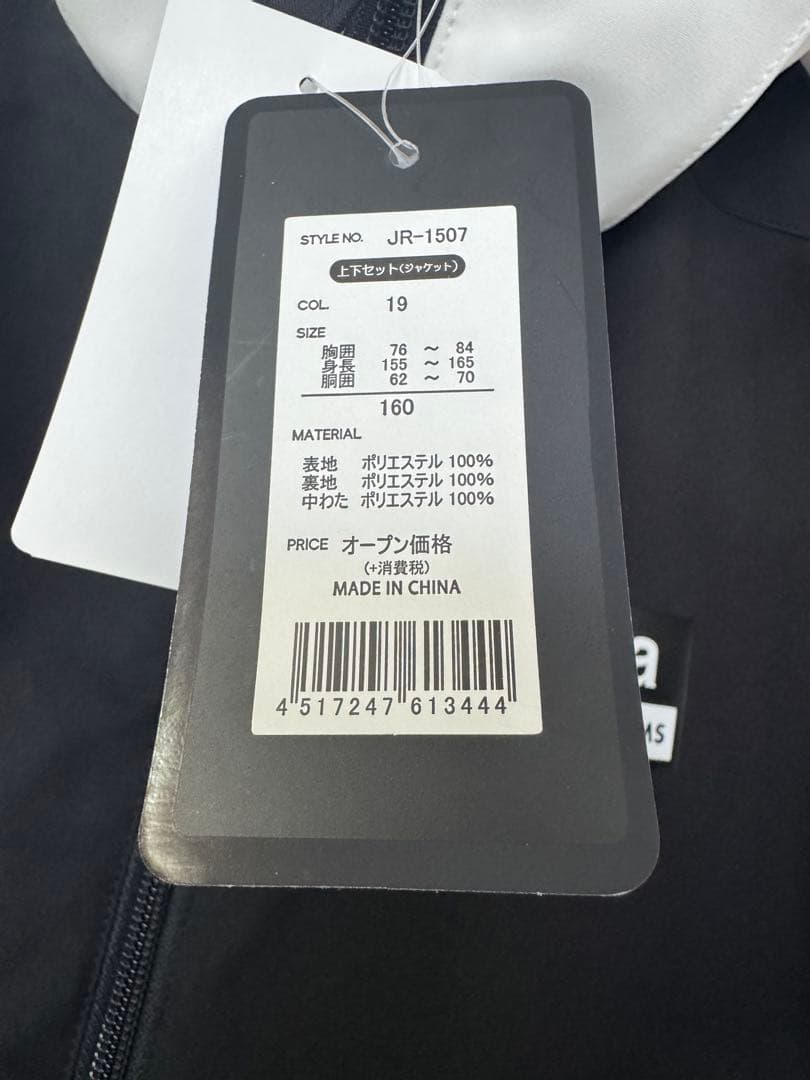 STYLE NO. JR-1507
上下セット(ジャケット)
COL. 19
SIZE
胸囲 76 ～ 84
身長 155 ～ 165
胴囲 62 ～ 70
160
MATERIAL
表地 ポリエステル 100%
裏地 ポリエステル 100%
中わた ポリエステル 100%
PRICE オープン価格
(+消費税)
MADE IN CHINA
4 517247 613444
a